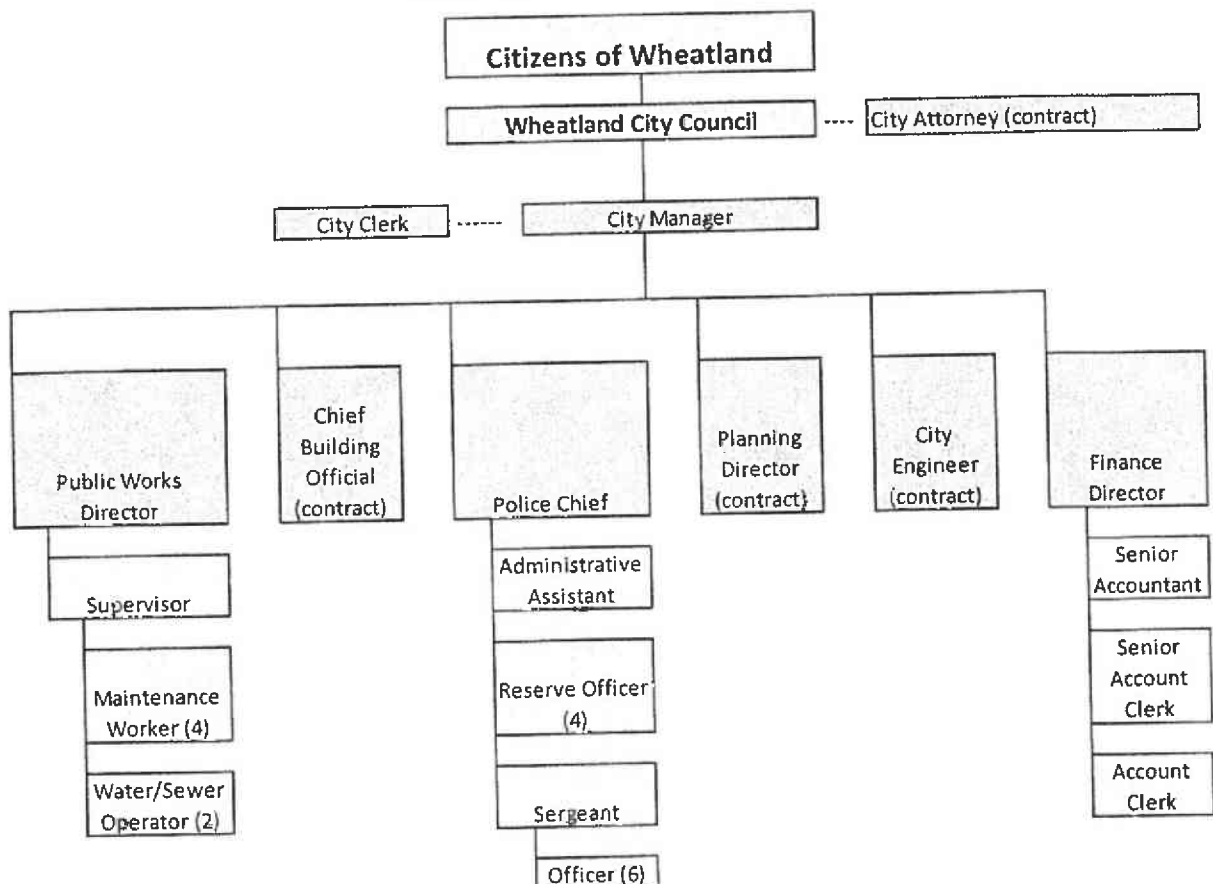 Citizens of Wheatland
Wheatland City Council
City Attorney (contract)
City Clerk
City Manager
Public Works
Director
Chief
Building
Official
(contract)
Police Chief
Planning
Director
(contract)
City
Engineer
(contract)
Finance
Director
Supervisor
Maintenance
Worker (4)
Water/Sewer
Operator (2)
Administrative
Assistant
Reserve Officer
(4)
Sergeant
Officer (6)
Senior
Accountant
Senior
Account
Clerk
Account
Clerk